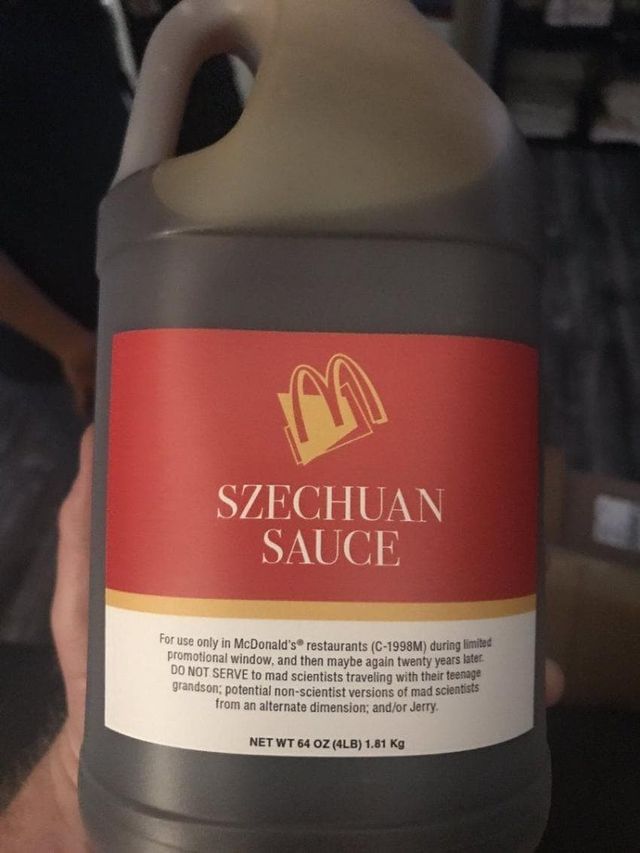 SZECHUAN
SAUCE
For use only in McDonald's® restaurants (C-1998M) during limited
promotional window, and then maybe again twenty years later.
DO NOT SERVE to mad scientists traveling with their teenage
grandson; potential non-scientist versions of mad scientists
from an alternate dimension; and/or Jerry.
NET WT 64 OZ (4LB) 1.81 Kg